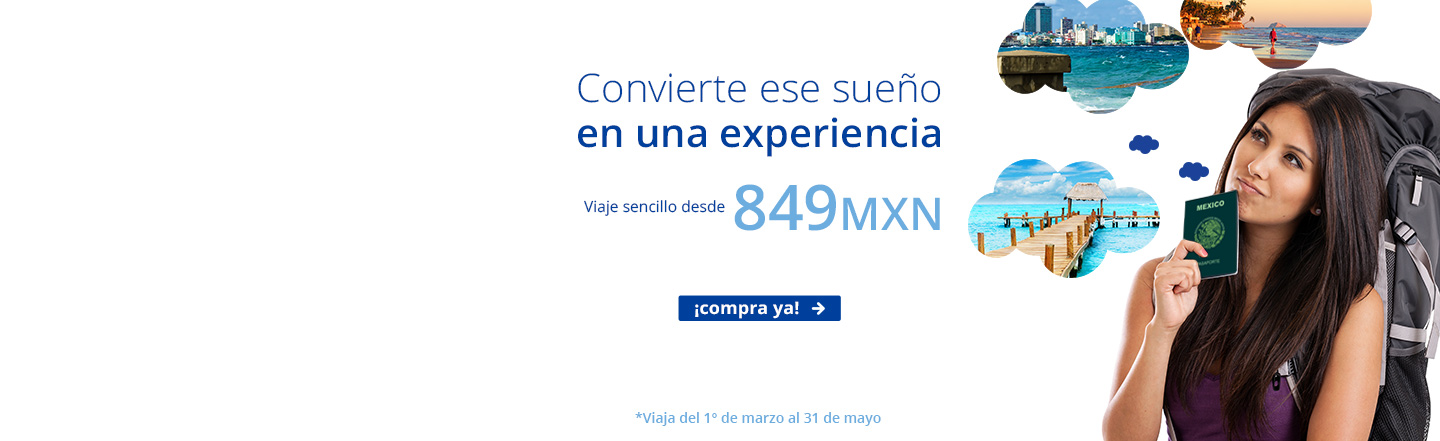 Convierte ese sueño
en una experiencia
Viaje sencillo desde 849MXN
MEXICO
PASAPORTE
¡compra ya! →
*Viaja del 1º de marzo al 31 de mayo